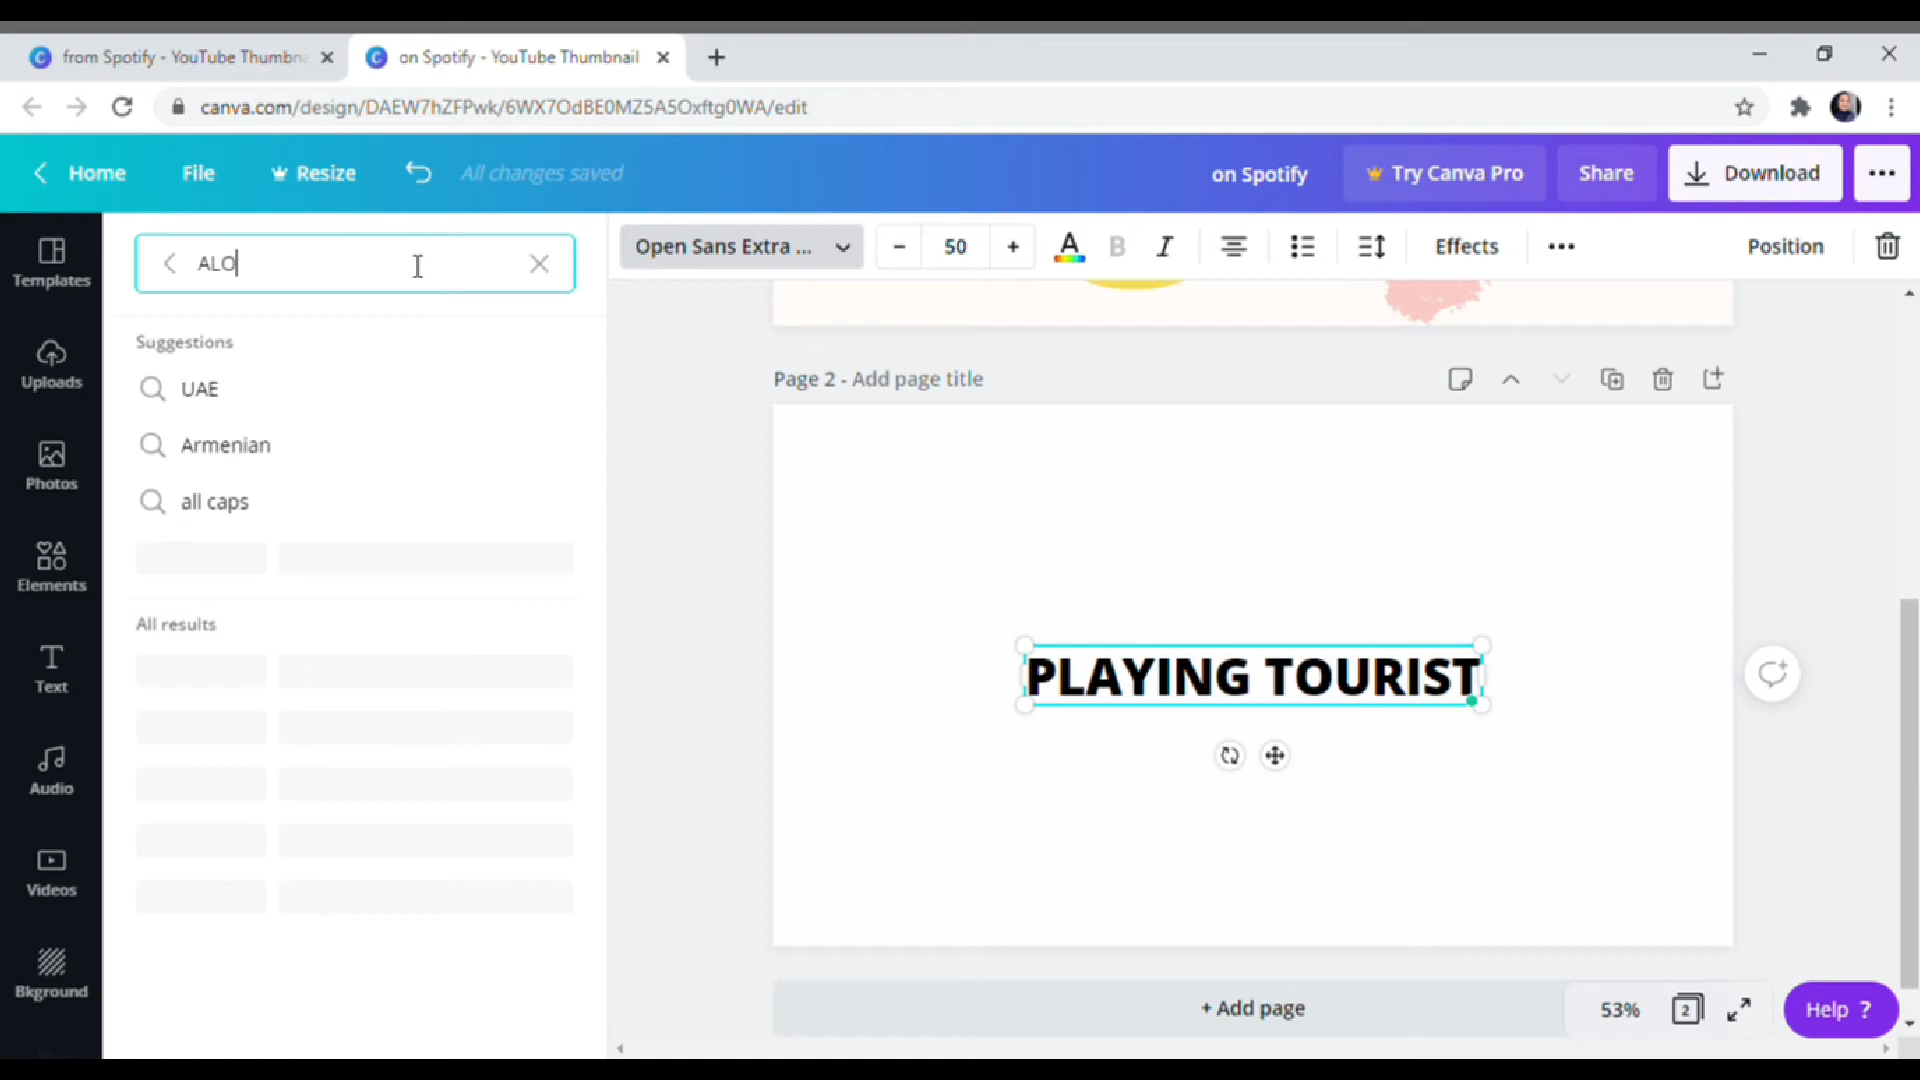 from Spotify - YouTube Thumbn
on Spotify - YouTube Thumbnail
canva.com/design/DAEW7hZFPwk/6WX7OdBE0MZ5A5Oxftg0WA/edit
Home
File
Resize
All changes saved
on Spotify
Try Canva Pro
Share
Download
Templates
Uploads
Photos
Elements
Text
Audio
Videos
Bkground
ALO
Suggestions
UAE
Armenian
all caps
All results
Open Sans Extra ...
50
A
B
I
Effects
Position
Page 2 - Add page title
PLAYING TOURIST
+ Add page
53%
2
Help ?